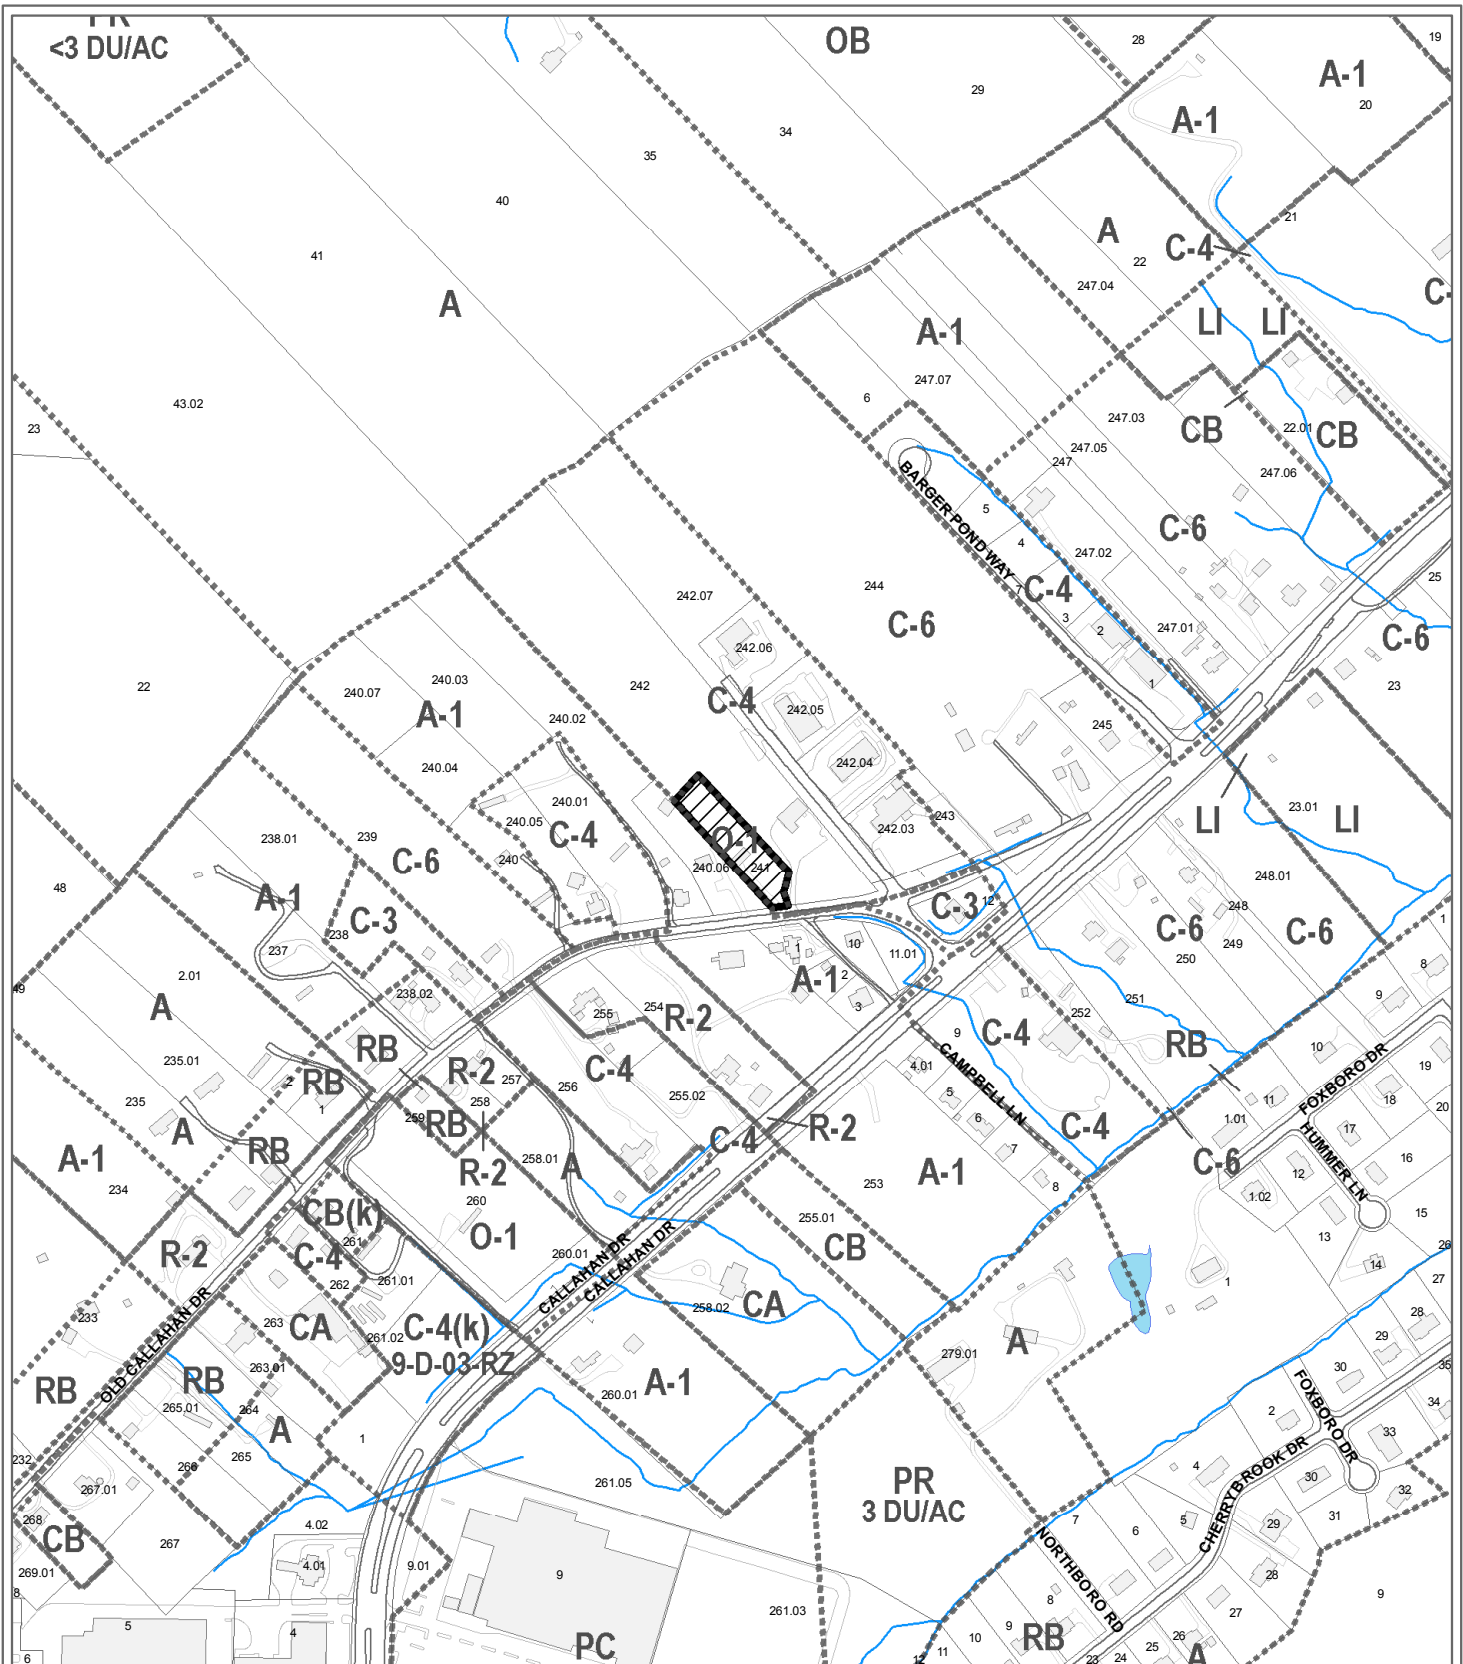 PR
<3 DU/AC
OB
28
19
A-1
20
29
A-1
34
35
40
21
41
A
22
C-4
247.04
C-
A
LI
LI
A-1
247.07
6
43.02
23
247.03
CB
22.01
CB
247.05
247
247.06
BARGER POND WAY
5
C-6
4
247.02
25
244
7
C-4
242.07
3
C-6
2
247.01
C-6
242.06
1
22
240.07
240.03
242
23
C-4
242.05
A-1
240.02
245
242.04
240.04
23.01
240.01
LI
LI
240.05
C-4
242.03
243
238.01
239
O-1
C-6
240
240.06
241
248.01
48
A-1
C-3
12
248
C-3
238
C-6
C-6
1
237
1
10
11.01
249
250
8
2.01
A-1
2
49
238.02
9
A
255
254
R-2
3
251
252
9
C-4
RB
RB
CAMPBELL LN
10
FOXBORO DR
235.01
R-2
C-4
4.01
19
RB
2
257
256
255.02
5
11
18
235
1
258
6
1.01
20
A
259
RB
R-2
C-4
C-4
17
HUMMER LN
RB
7
A-1
R-2
258.01
A
A-1
C-6
12
16
234
253
8
1.02
260
CB(k)
255.01
15
261
O-1
13
R-2
C-4
CB
26
260.01
CALLAHAN DR
CALLAHAN DR
14
262
261.01
1
27
233
258.02
CA
263
CA
C-4(k)
28
261.02
A
9-D-03-RZ
29
OLD CALLAHAN DR
263.01
279.01
35
RB
RB
A-1
30
260.01
FOXBORO DR
265.01
264
A
2
34
1
33
232
265
CHERRYBROOK DR
266
4
30
267.01
261.05
PR
3 DU/AC
32
268
7
5
31
4.02
6
29
CB
267
NORTHBORO RD
269.01
4.01
9.01
9
28
8
9
261.03
8
27
5
4
9
RB
10
26
PC
11
25
A
6
12
23
24